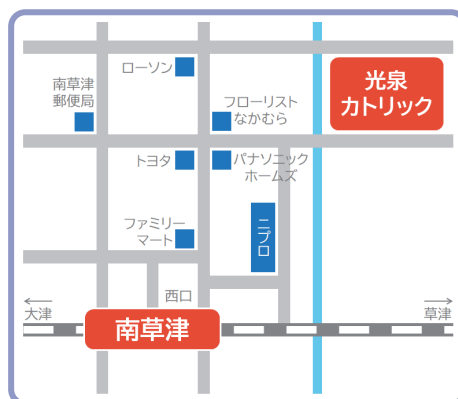 ローソン
光泉
カトリック
南草津
郵便局
フローリスト
なかむら
トヨタ
パナソニック
ホームズ
ファミリー
マート
ニプロ
西口
大津
草津
南草津